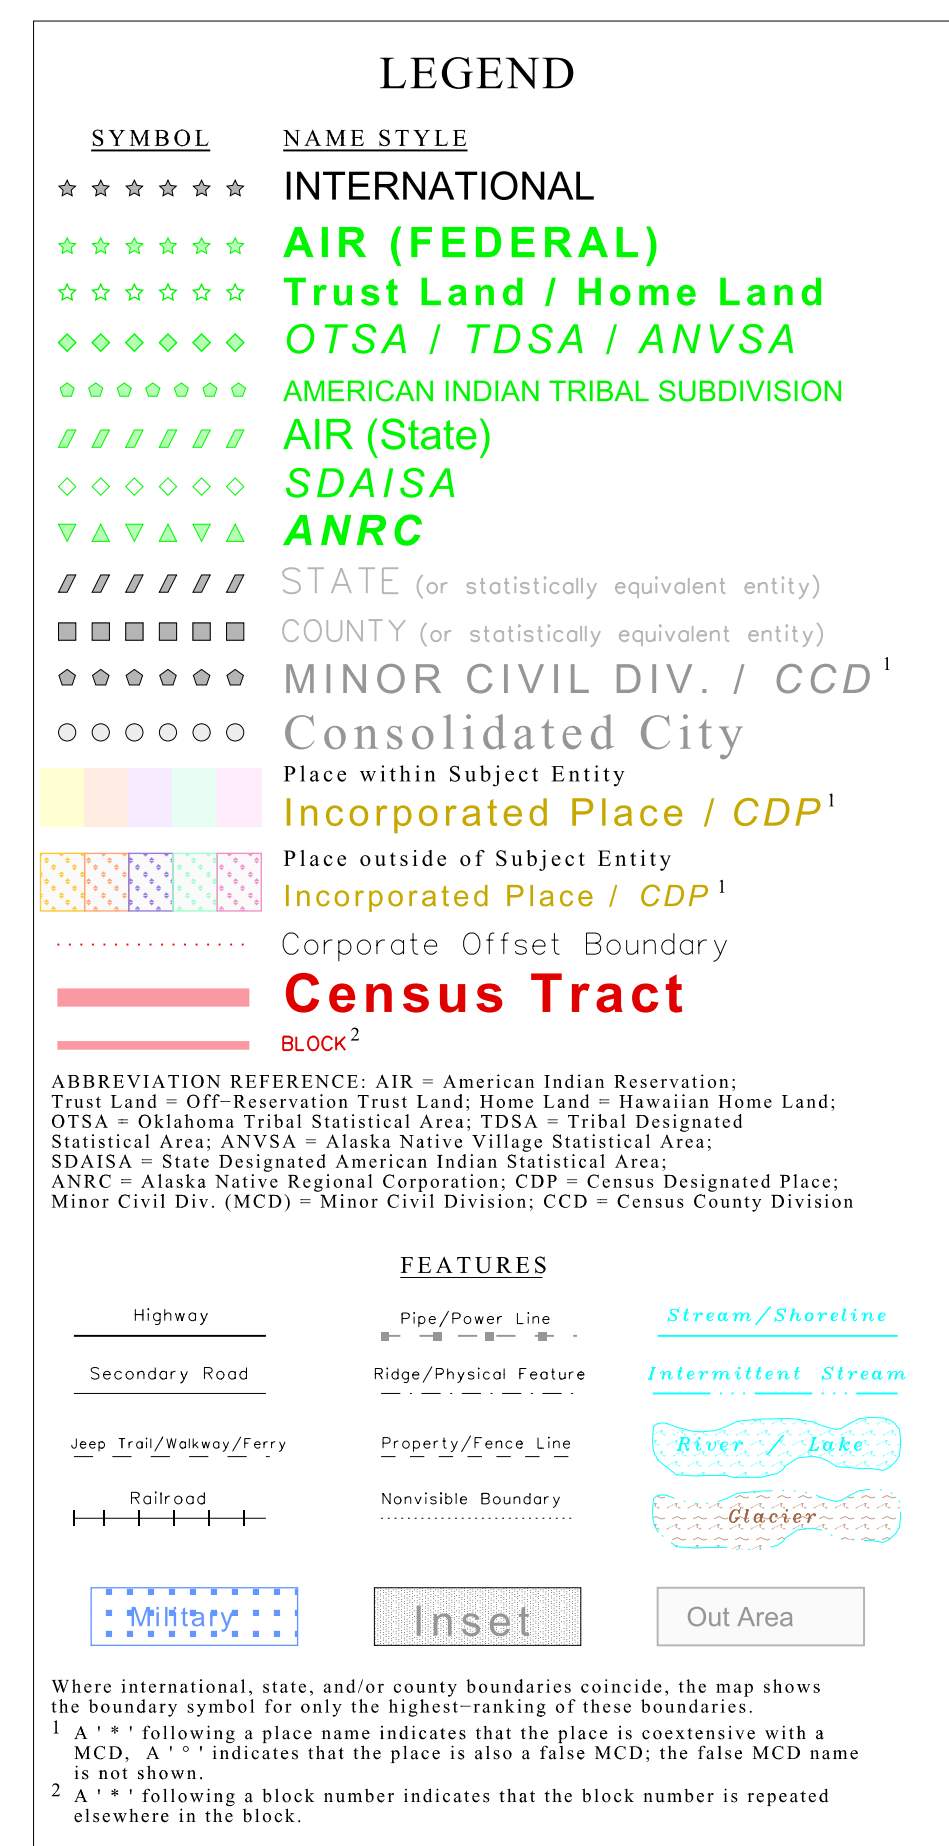 LEGEND
SYMBOL NAME STYLE
INTERNATIONAL
AIR (FEDERAL)
Trust Land / Home Land
OTSA / TDSA / ANVSA
AMERICAN INDIAN TRIBAL SUBDIVISION
AIR (State)
SDAISA
ANRC
STATE (or statistically equivalent entity)
COUNTY (or statistically equivalent entity)
MINOR CIVIL DIV. / CCD 1
Consolidated City
Place within Subject Entity
Incorporated Place / CDP 1
Place outside of Subject Entity
Incorporated Place / CDP 1
Corporate Offset Boundary
Census Tract
BLOCK 2
ABBREVIATION REFERENCE: AIR = American Indian Reservation;
Trust Land = Off−Reservation Trust Land; Home Land = Hawaiian Home Land;
OTSA = Oklahoma Tribal Statistical Area; TDSA = Tribal Designated
Statistical Area; ANVSA = Alaska Native Village Statistical Area;
SDAISA = State Designated American Indian Statistical Area;
ANRC = Alaska Native Regional Corporation; CDP = Census Designated Place;
Minor Civil Div. (MCD) = Minor Civil Division; CCD = Census County Division
FEATURES
Highway Pipe/Power Line Stream/Shoreline
Secondary Road Ridge/Physical Feature Intermittent Stream
Jeep Trail/Walkway/Ferry Property/Fence Line River / Lake
Railroad Nonvisible Boundary Glacier
Military Inset Out Area
Where international, state, and/or county boundaries coincide, the map shows
the boundary symbol for only the highest−ranking of these boundaries.
1 A ' * ' following a place name indicates that the place is coextensive with a
MCD, A ' ° ' indicates that the place is also a false MCD; the false MCD name
is not shown.
2 A ' * ' following a block number indicates that the block number is repeated
elsewhere in the block.